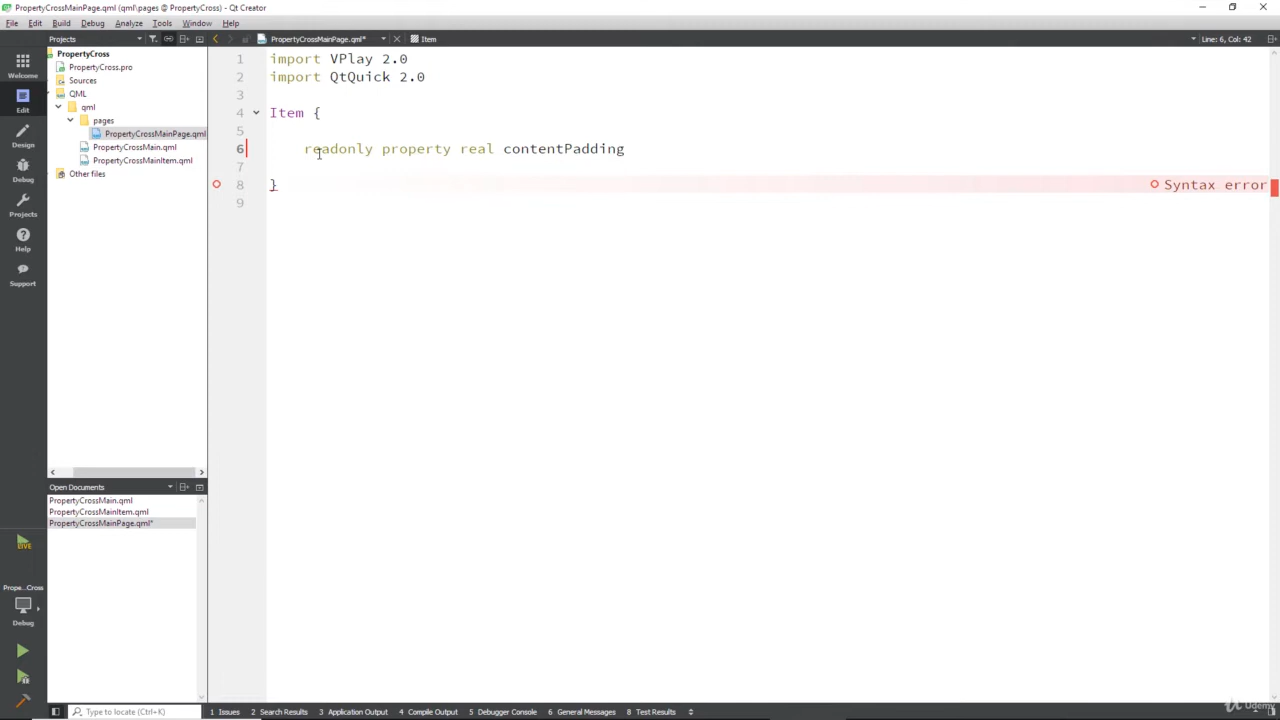 PropertyCrossMainPage.qml (qml\pages @ PropertyCross) - Qt Creator
File Edit Build Debug Analyze Tools Window Help
Projects
PropertyCrossMainPage.qml*
Item
Line: 6, Col: 42
Welcome
Edit
Design
Debug
Projects
Help
Support
PropertyCross
PropertyCross.pro
Sources
QML
qml
pages
PropertyCrossMainPage.qml
PropertyCrossMain.qml
PropertyCrossMainItem.qml
Other files
1 import VPlay 2.0
2 import QtQuick 2.0
3
4 Item {
5
6 readonly property real contentPadding
7
8 }
Syntax error
9
Open Documents
PropertyCrossMain.qml
PropertyCrossMainItem.qml
PropertyCrossMainPage.qml*
LIVE
Prope...Cross
Debug
Type to locate (Ctrl+K)
1 Issues 2 Search Results 3 Application Output 4 Compile Output 5 Debugger Console 6 General Messages 8 Test Results
Udemy